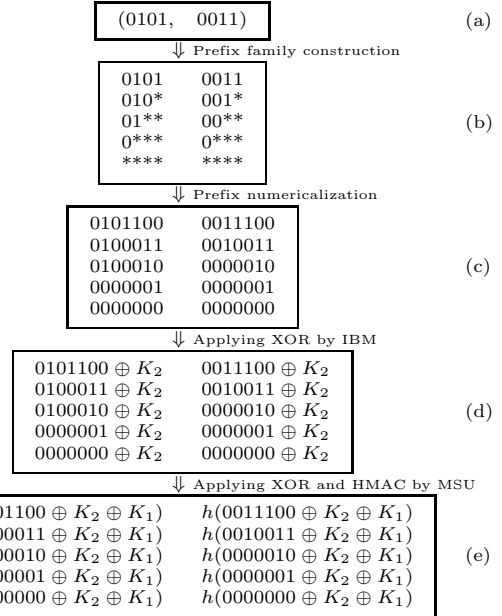 (0101, 0011) (a)
⇓ Prefix family construction
0101 0011
010* 001*
01** 00** (b)
0*** 0***
**** ****
⇓ Prefix numericalization
0101100 0011100
0100011 0010011
0100010 0000010 (c)
0000001 0000001
0000000 0000000
⇓ Applying XOR by IBM
0101100 ⊕ K₂ 0011100 ⊕ K₂
0100011 ⊕ K₂ 0010011 ⊕ K₂
0100010 ⊕ K₂ 0000010 ⊕ K₂ (d)
0000001 ⊕ K₂ 0000001 ⊕ K₂
0000000 ⊕ K₂ 0000000 ⊕ K₂
⇓ Applying XOR and HMAC by MSU
01100 ⊕ K₂ ⊕ K₁) h(0011100 ⊕ K₂ ⊕ K₁)
00011 ⊕ K₂ ⊕ K₁) h(0010011 ⊕ K₂ ⊕ K₁)
00010 ⊕ K₂ ⊕ K₁) h(0000010 ⊕ K₂ ⊕ K₁) (e)
00001 ⊕ K₂ ⊕ K₁) h(0000001 ⊕ K₂ ⊕ K₁)
00000 ⊕ K₂ ⊕ K₁) h(0000000 ⊕ K₂ ⊕ K₁)